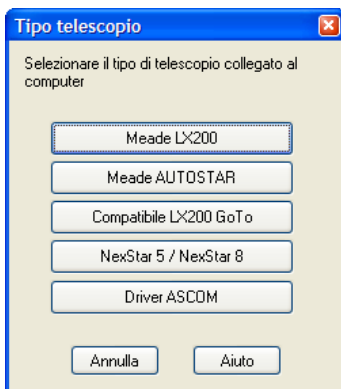 Tipo telescopio
Selezionare il tipo di telescopio collegato al
computer
Meade LX200
Meade AUTOSTAR
Compatibile LX200 GoTo
NexStar 5 / NexStar 8
Driver ASCOM
Annulla Aiuto